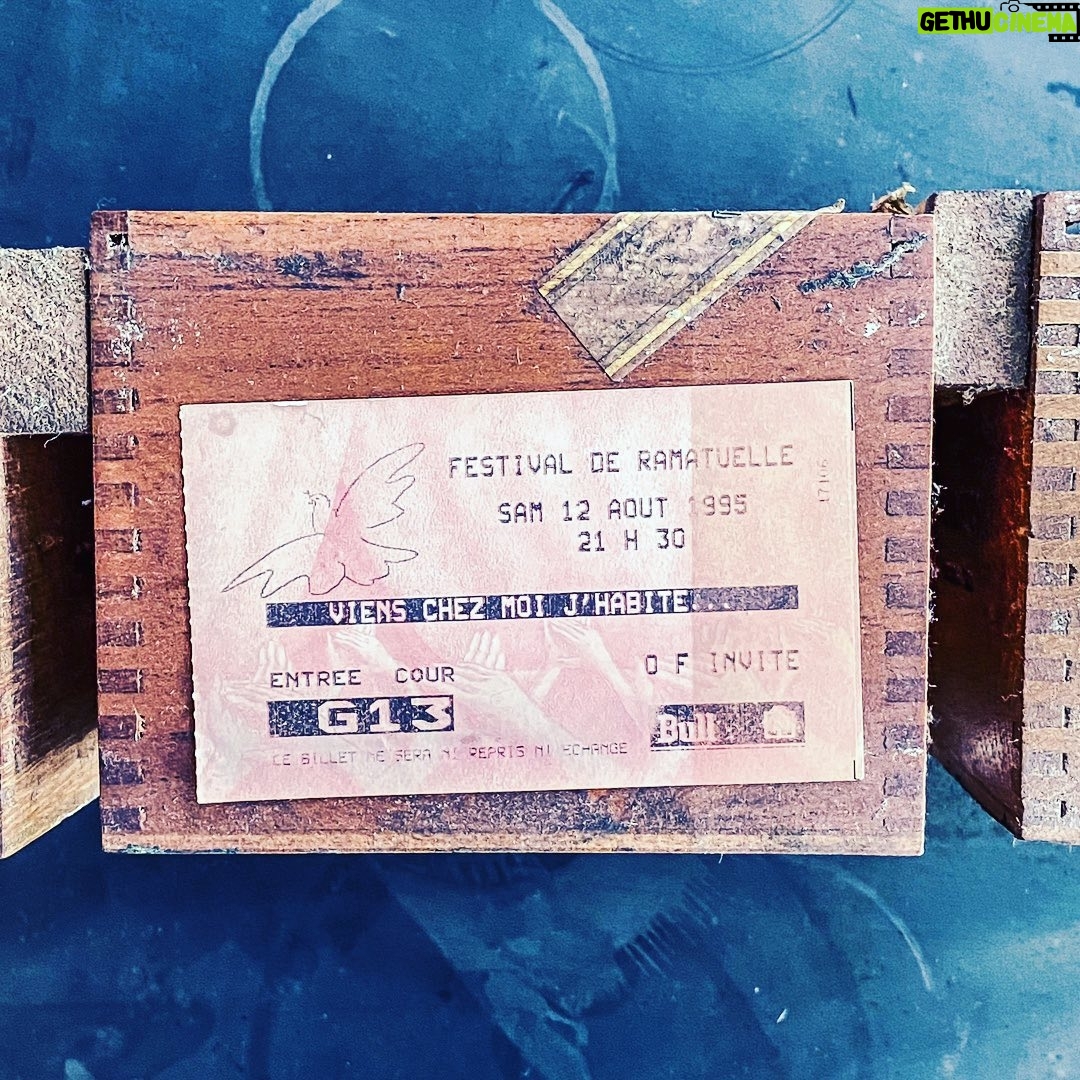 GETHUCINEMA
FESTIVAL DE RAMATUELLE
SAM 12 AOUT 1995
21 H 30
VIENS CHEZ MOI J'HABITE...
ENTREE COUR
0 F INVITE
G13
Bull
CE BILLET NE SERA NI REPRIS NI ECHANGE